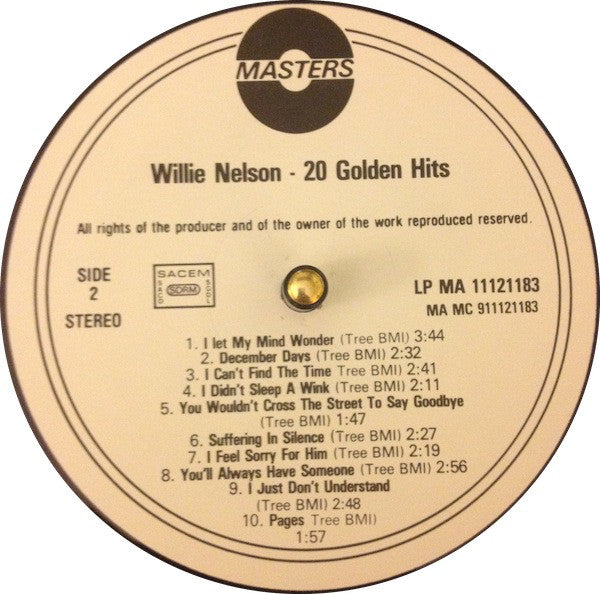 MASTERS
Willie Nelson - 20 Golden Hits
All rights of the producer and of the owner of the work reproduced reserved.
SIDE
2
STEREO
SACEM
SACD
SDRM
SGDL
LP MA 11121183
MA MC 911121183
1. I let My Mind Wonder (Tree BMI) 3:44
2. December Days (Tree BMI) 2:32
3. I Can't Find The Time Tree BMI) 2:41
4. I Didn't Sleep A Wink (Tree BMI) 2:11
5. You Wouldn't Cross The Street To Say Goodbye
(Tree BMI) 1:47
6. Suffering In Silence (Tree BMI) 2:27
7. I Feel Sorry For Him (Tree BMI) 2:19
8. You'll Always Have Someone (Tree BMI) 2:56
9. I Just Don't Understand
(Tree BMI) 2:48
10. Pages Tree BMI)
1:57